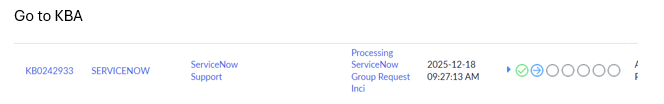 Go to KBA
Processing
KB0242933 SERVICENOW ServiceNow Support ServiceNow Group Request Inci 2025-12-18 09:27:13 AM